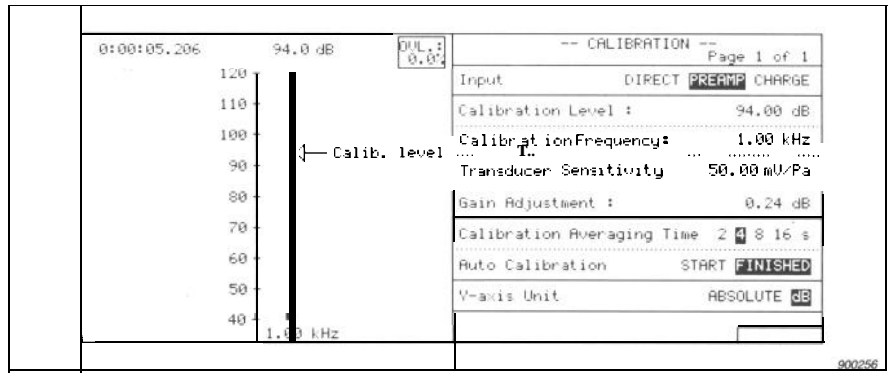 0:00:05.206 94.0 dB OVL.: 0.0%
120
110
100
90
80
70
60
50
40
Calib. level
1.00 kHz
-- CALIBRATION --
Page 1 of 1
Input DIRECT PREAMP CHARGE
Calibration Level : 94.00 dB
Calibration Frequency: 1.00 kHz
T..
Transducer Sensitivity 50.00 mV/Pa
Gain Adjustment : 0.24 dB
Calibration Averaging Time 2 4 8 16 s
Auto Calibration START FINISHED
Y-axis Unit ABSOLUTE dB
900256